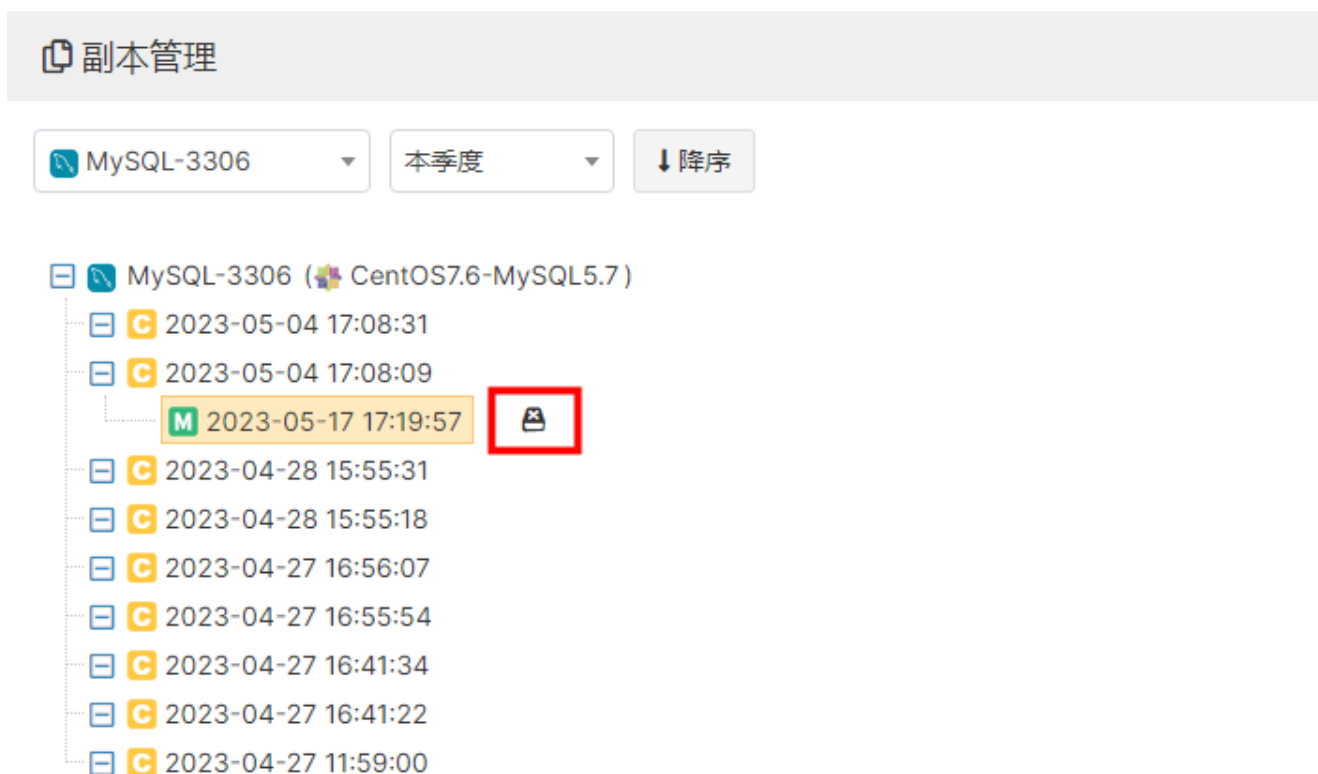 副本管理
MySQL-3306 本季度 降序
MySQL-3306 (CentOS7.6-MySQL5.7)
C 2023-05-04 17:08:31
C 2023-05-04 17:08:09
M 2023-05-17 17:19:57
C 2023-04-28 15:55:31
C 2023-04-28 15:55:18
C 2023-04-27 16:56:07
C 2023-04-27 16:55:54
C 2023-04-27 16:41:34
C 2023-04-27 16:41:22
C 2023-04-27 11:59:00